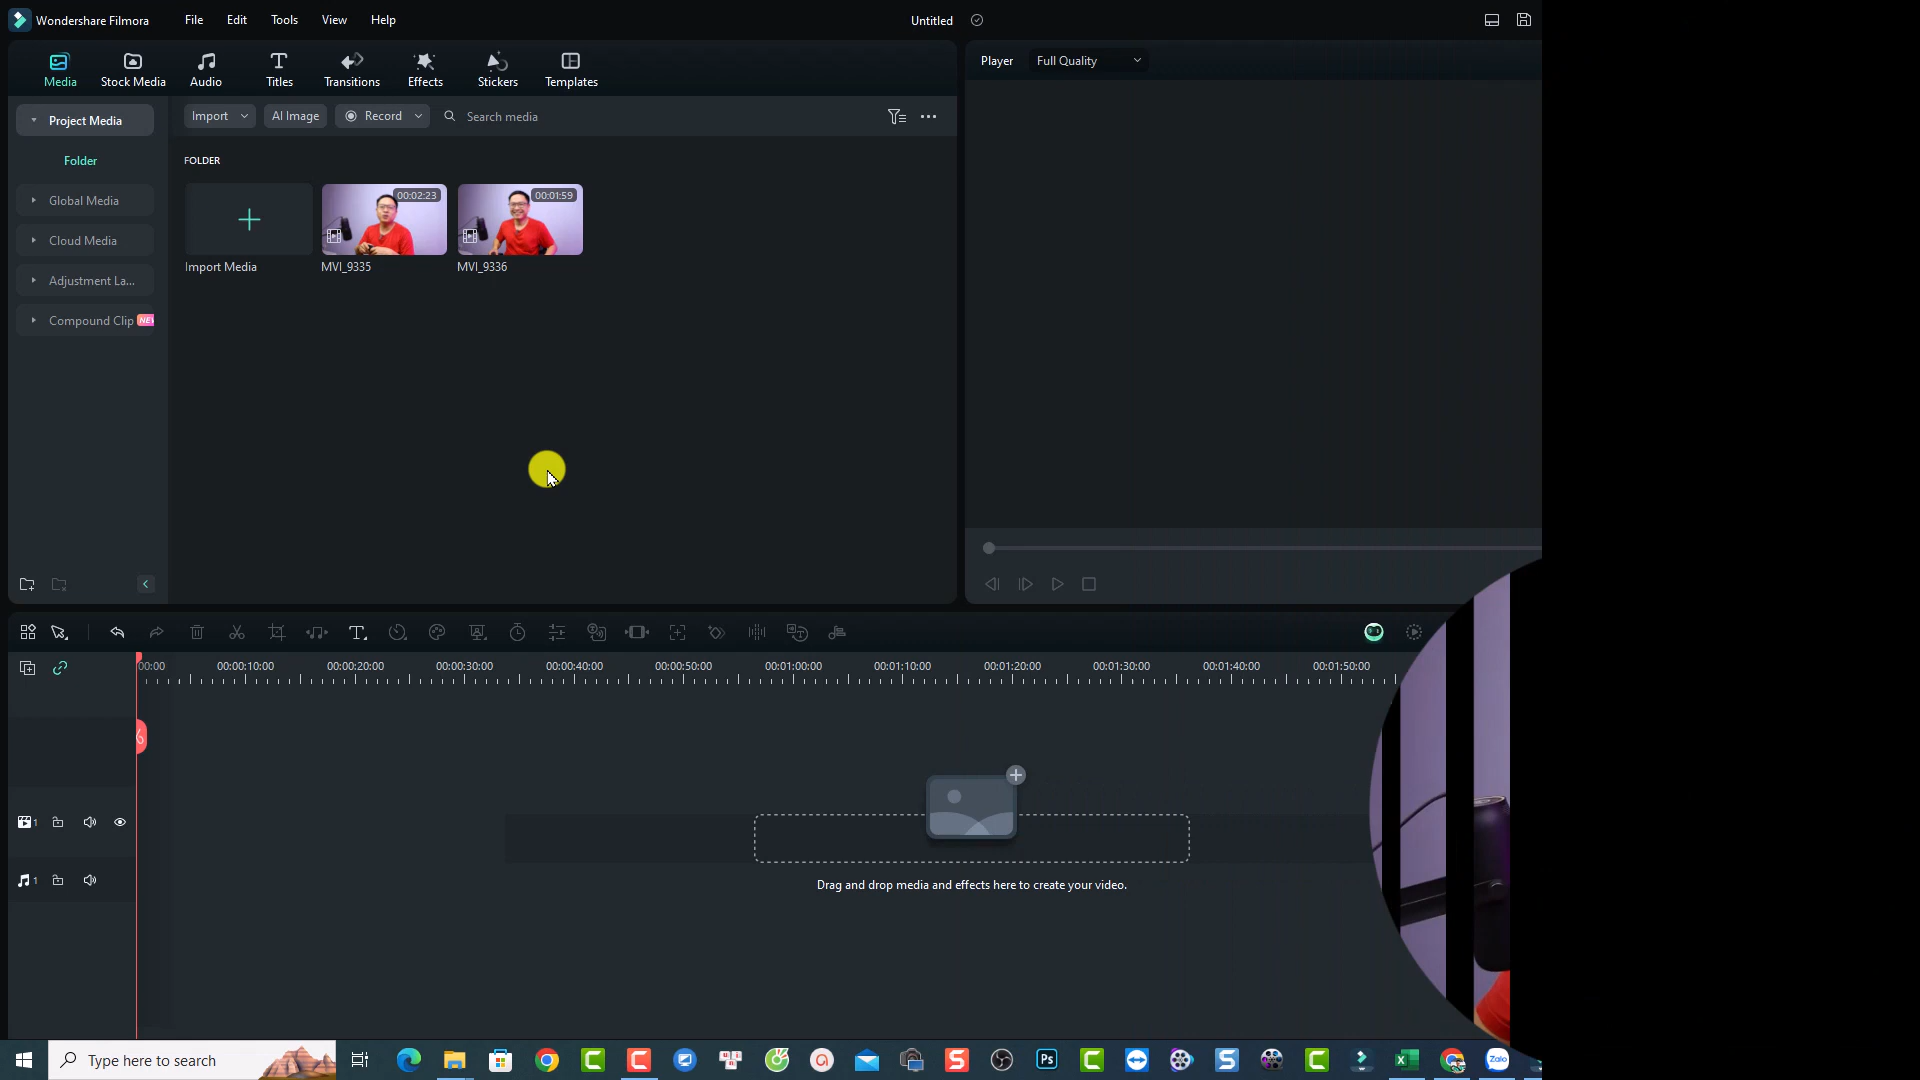 Wondershare Filmora File Edit Tools View Help Untitled
Media Stock Media Audio Titles Transitions Effects Stickers Templates
Player Full Quality
Project Media
Folder
Global Media
Cloud Media
Adjustment La...
Compound Clip NEW
Import AI Image Record Search media
FOLDER
00:02:23 00:01:59
Import Media MVI_9335 MVI_9336
00:00 00:00:10:00 00:00:20:00 00:00:30:00 00:00:40:00 00:00:50:00 00:01:00:00 00:01:10:00 00:01:20:00 00:01:30:00 00:01:40:00 00:01:50:00
1
1
Drag and drop media and effects here to create your video.
Type here to search
Ps
Zalo